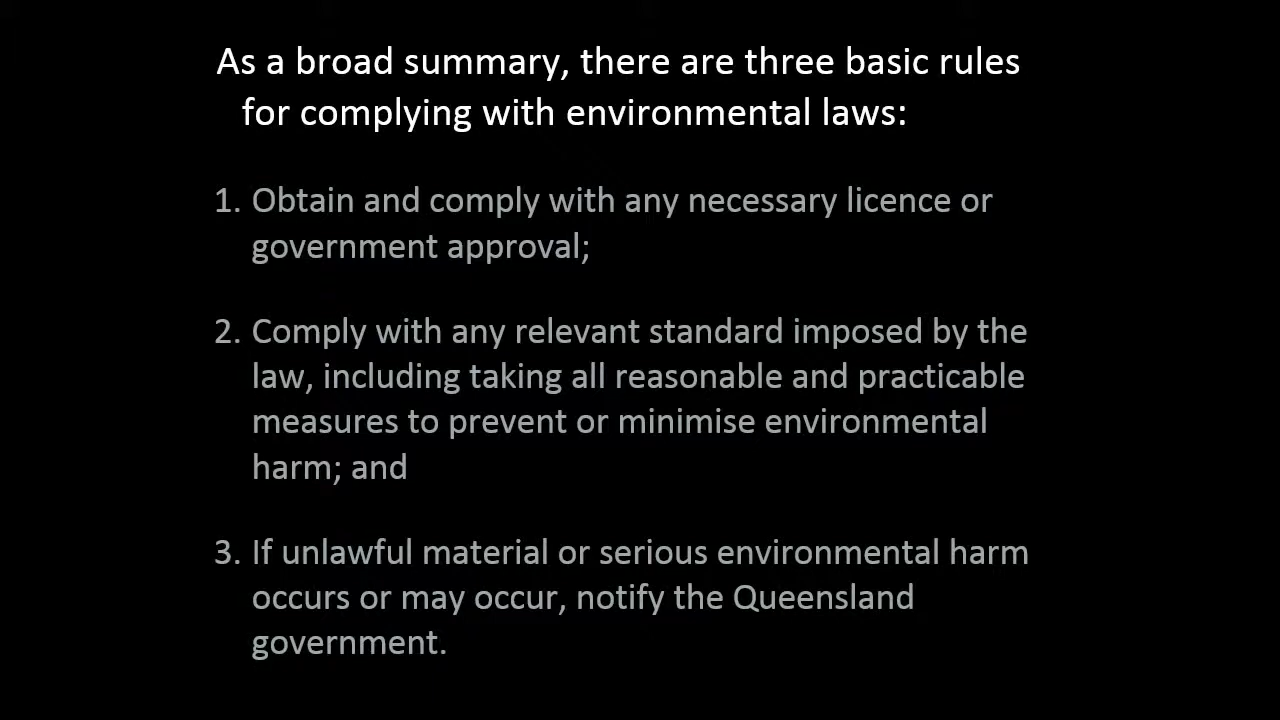 As a broad summary, there are three basic rules
for complying with environmental laws:
1. Obtain and comply with any necessary licence or
government approval;
2. Comply with any relevant standard imposed by the
law, including taking all reasonable and practicable
measures to prevent or minimise environmental
harm; and
3. If unlawful material or serious environmental harm
occurs or may occur, notify the Queensland
government.